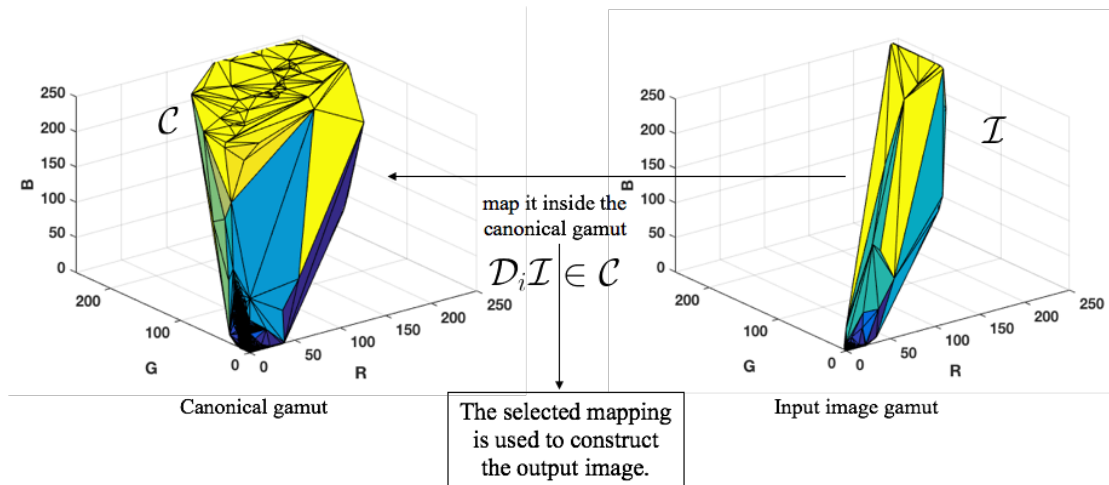 250
200
150
100
50
0
B
200
100
0
G
0
50
100
150
200
250
R
C
Canonical gamut
map it inside the
canonical gamut
𝒟ᵢℐ ∈ 𝒞
The selected mapping
is used to construct
the output image.
250
200
150
100
50
0
B
200
100
0
G
0
50
100
150
200
250
R
ℐ
Input image gamut